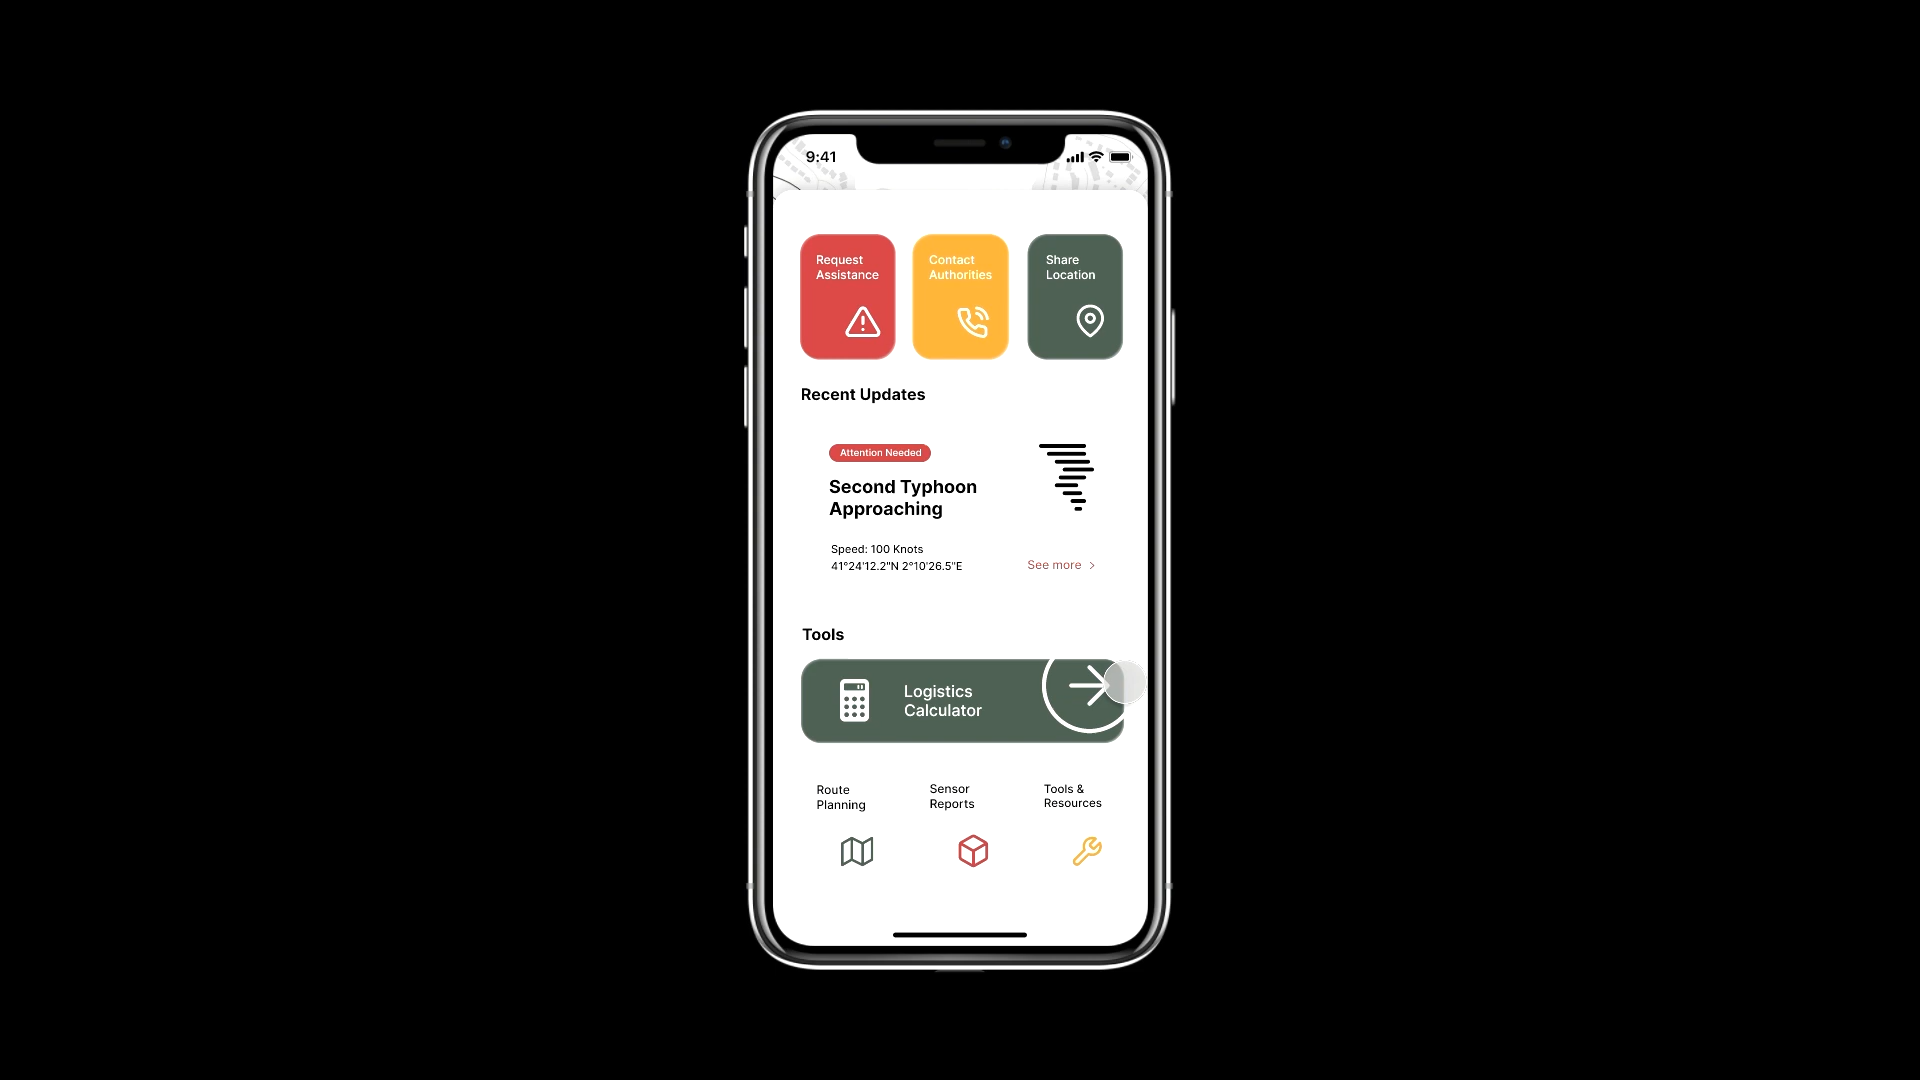 9:41
Request
Assistance
Contact
Authorities
Share
Location
Recent Updates
Attention Needed
Second Typhoon
Approaching
Speed: 100 Knots
41°24'12.2"N 2°10'26.5"E
See more
Tools
Logistics
Calculator
Route
Planning
Sensor
Reports
Tools &
Resources